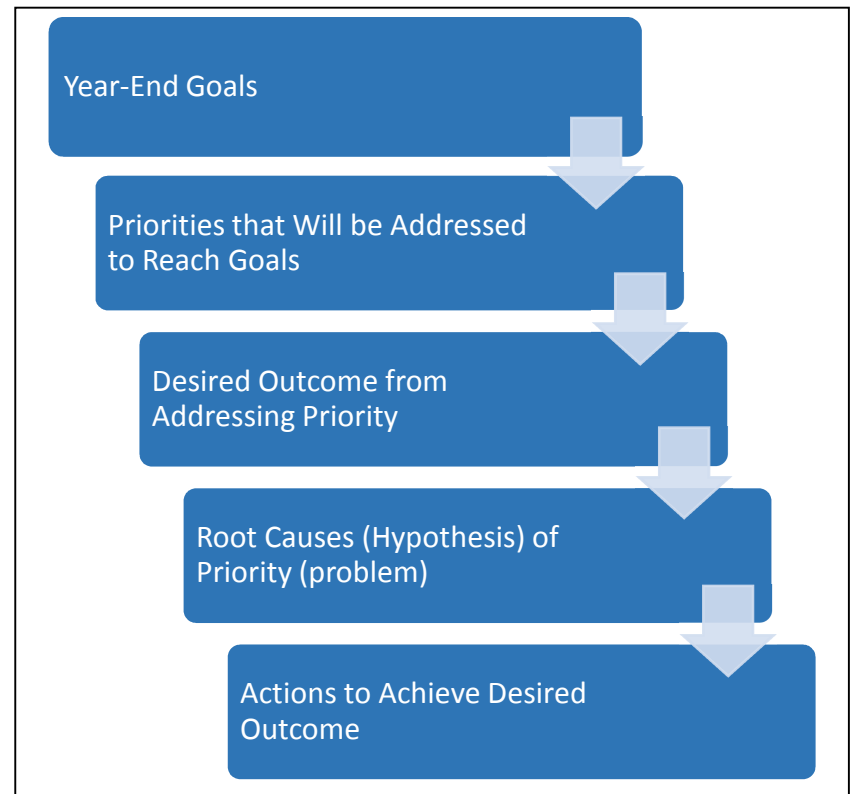 Year-End Goals
Priorities that Will be Addressed
to Reach Goals
Desired Outcome from
Addressing Priority
Root Causes (Hypothesis) of
Priority (problem)
Actions to Achieve Desired
Outcome